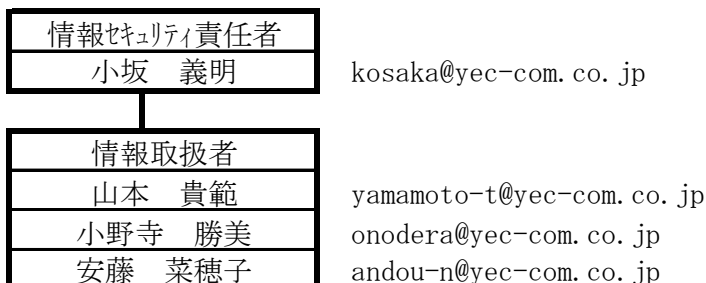 情報セキュリティ責任者
小坂　義明　kosaka@yec-com.co.jp
情報取扱者
山本　貴範　yamamoto-t@yec-com.co.jp
小野寺　勝美　onodera@yec-com.co.jp
安藤　菜穂子　andou-n@yec-com.co.jp